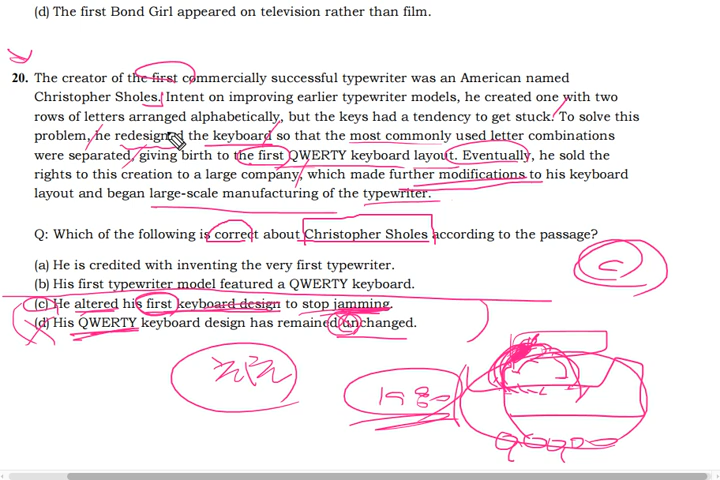 (d) The first Bond Girl appeared on television rather than film.
20. The creator of the first commercially successful typewriter was an American named
Christopher Sholes. Intent on improving earlier typewriter models, he created one with two
rows of letters arranged alphabetically, but the keys had a tendency to get stuck. To solve this
problem, he redesigned the keyboard so that the most commonly used letter combinations
were separated, giving birth to the first QWERTY keyboard layout. Eventually, he sold the
rights to this creation to a large company, which made further modifications to his keyboard
layout and began large-scale manufacturing of the typewriter.
Q: Which of the following is correct about Christopher Sholes according to the passage?
(a) He is credited with inventing the very first typewriter.
(b) His first typewriter model featured a QWERTY keyboard.
(c) He altered his first keyboard design to stop jamming.
(d) His QWERTY keyboard design has remained unchanged.
C
1980